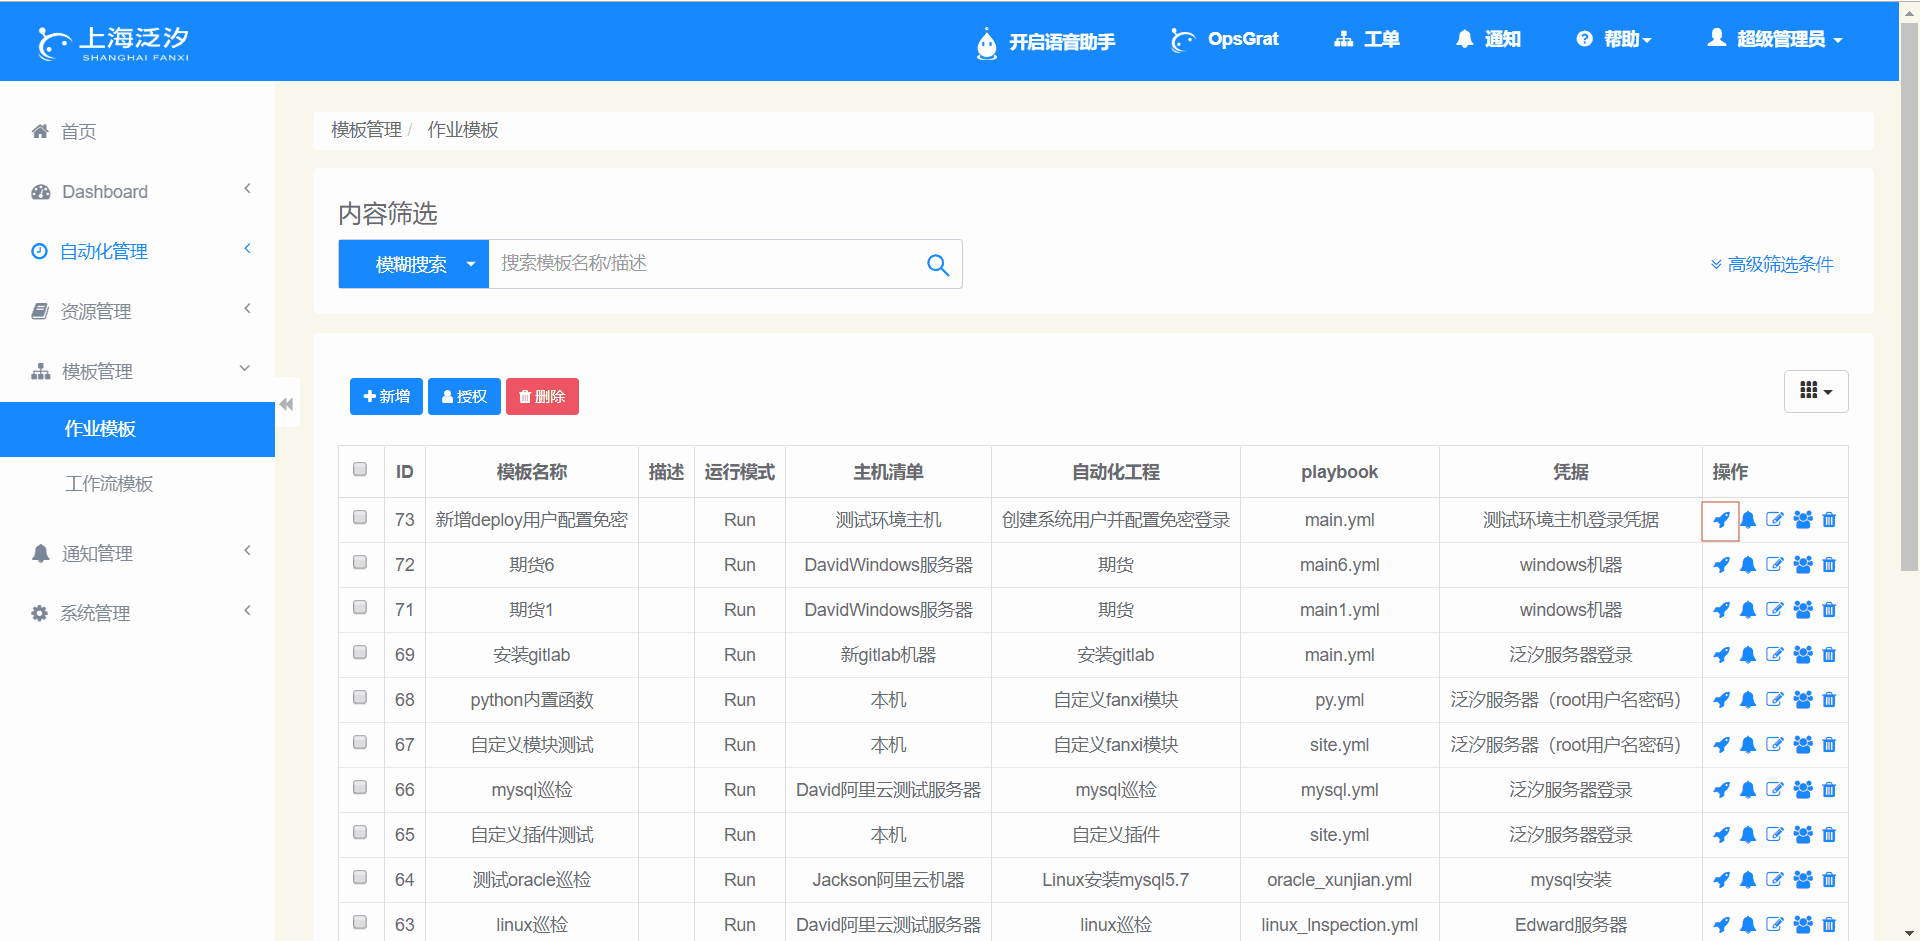 上海泛汐
SHANGHAI FANXI
开启语音助手 OpsGrat 工单 通知 帮助 超级管理员
首页
Dashboard
自动化管理
资源管理
模板管理
作业模板
工作流模板
通知管理
系统管理
模板管理 / 作业模板
内容筛选
模糊搜索 搜索模板名称/描述 高级筛选条件
新增 授权 删除
ID 模板名称 描述 运行模式 主机清单 自动化工程 playbook 凭据 操作
73 新增deploy用户配置免密 Run 测试环境主机 创建系统用户并配置免密登录 main.yml 测试环境主机登录凭据
72 期货6 Run DavidWindows服务器 期货 main6.yml windows机器
71 期货1 Run DavidWindows服务器 期货 main1.yml windows机器
69 安装gitlab Run 新gitlab机器 安装gitlab main.yml 泛汐服务器登录
68 python内置函数 Run 本机 自定义fanxi模块 py.yml 泛汐服务器（root用户名密码）
67 自定义模块测试 Run 本机 自定义fanxi模块 site.yml 泛汐服务器（root用户名密码）
66 mysql巡检 Run David阿里云测试服务器 mysql巡检 mysql.yml 泛汐服务器登录
65 自定义插件测试 Run 本机 自定义插件 site.yml 泛汐服务器登录
64 测试oracle巡检 Run Jackson阿里云机器 Linux安装mysql5.7 oracle_xunjian.yml mysql安装
63 linux巡检 Run David阿里云测试服务器 linux巡检 linux_Inspection.yml Edward服务器